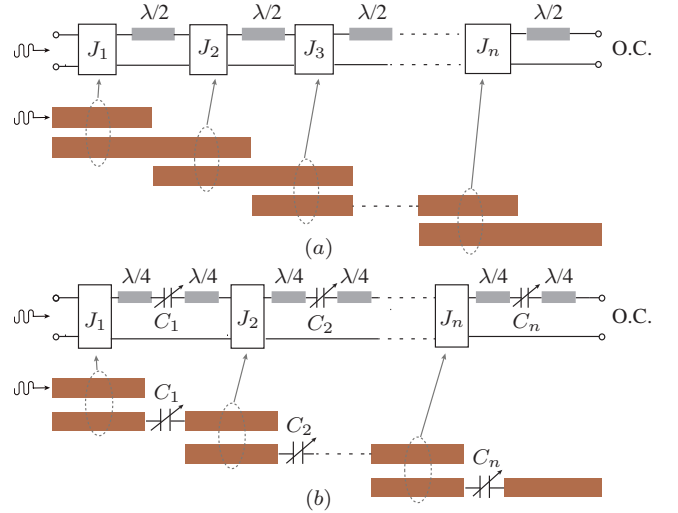 λ/2 λ/2 λ/2 λ/2
J₁ J₂ J₃ Jₙ O.C.
(a)
λ/4 λ/4 λ/4 λ/4 λ/4 λ/4
J₁ C₁ J₂ C₂ Jₙ Cₙ O.C.
C₁
C₂
Cₙ
(b)